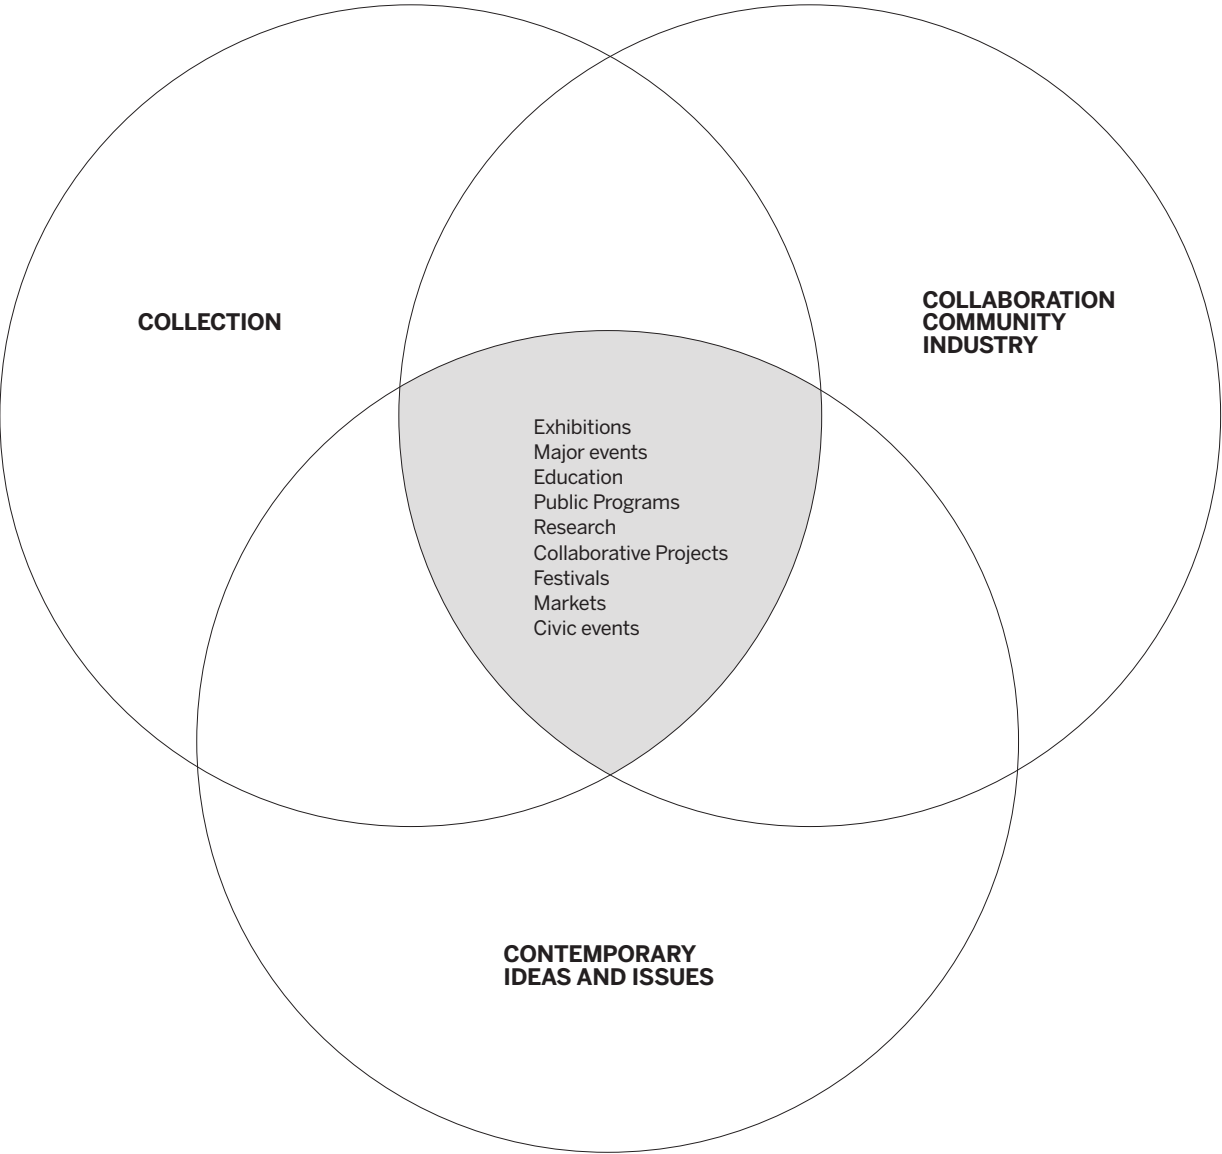 COLLECTION
COLLABORATION
COMMUNITY
INDUSTRY
Exhibitions
Major events
Education
Public Programs
Research
Collaborative Projects
Festivals
Markets
Civic events
CONTEMPORARY
IDEAS AND ISSUES